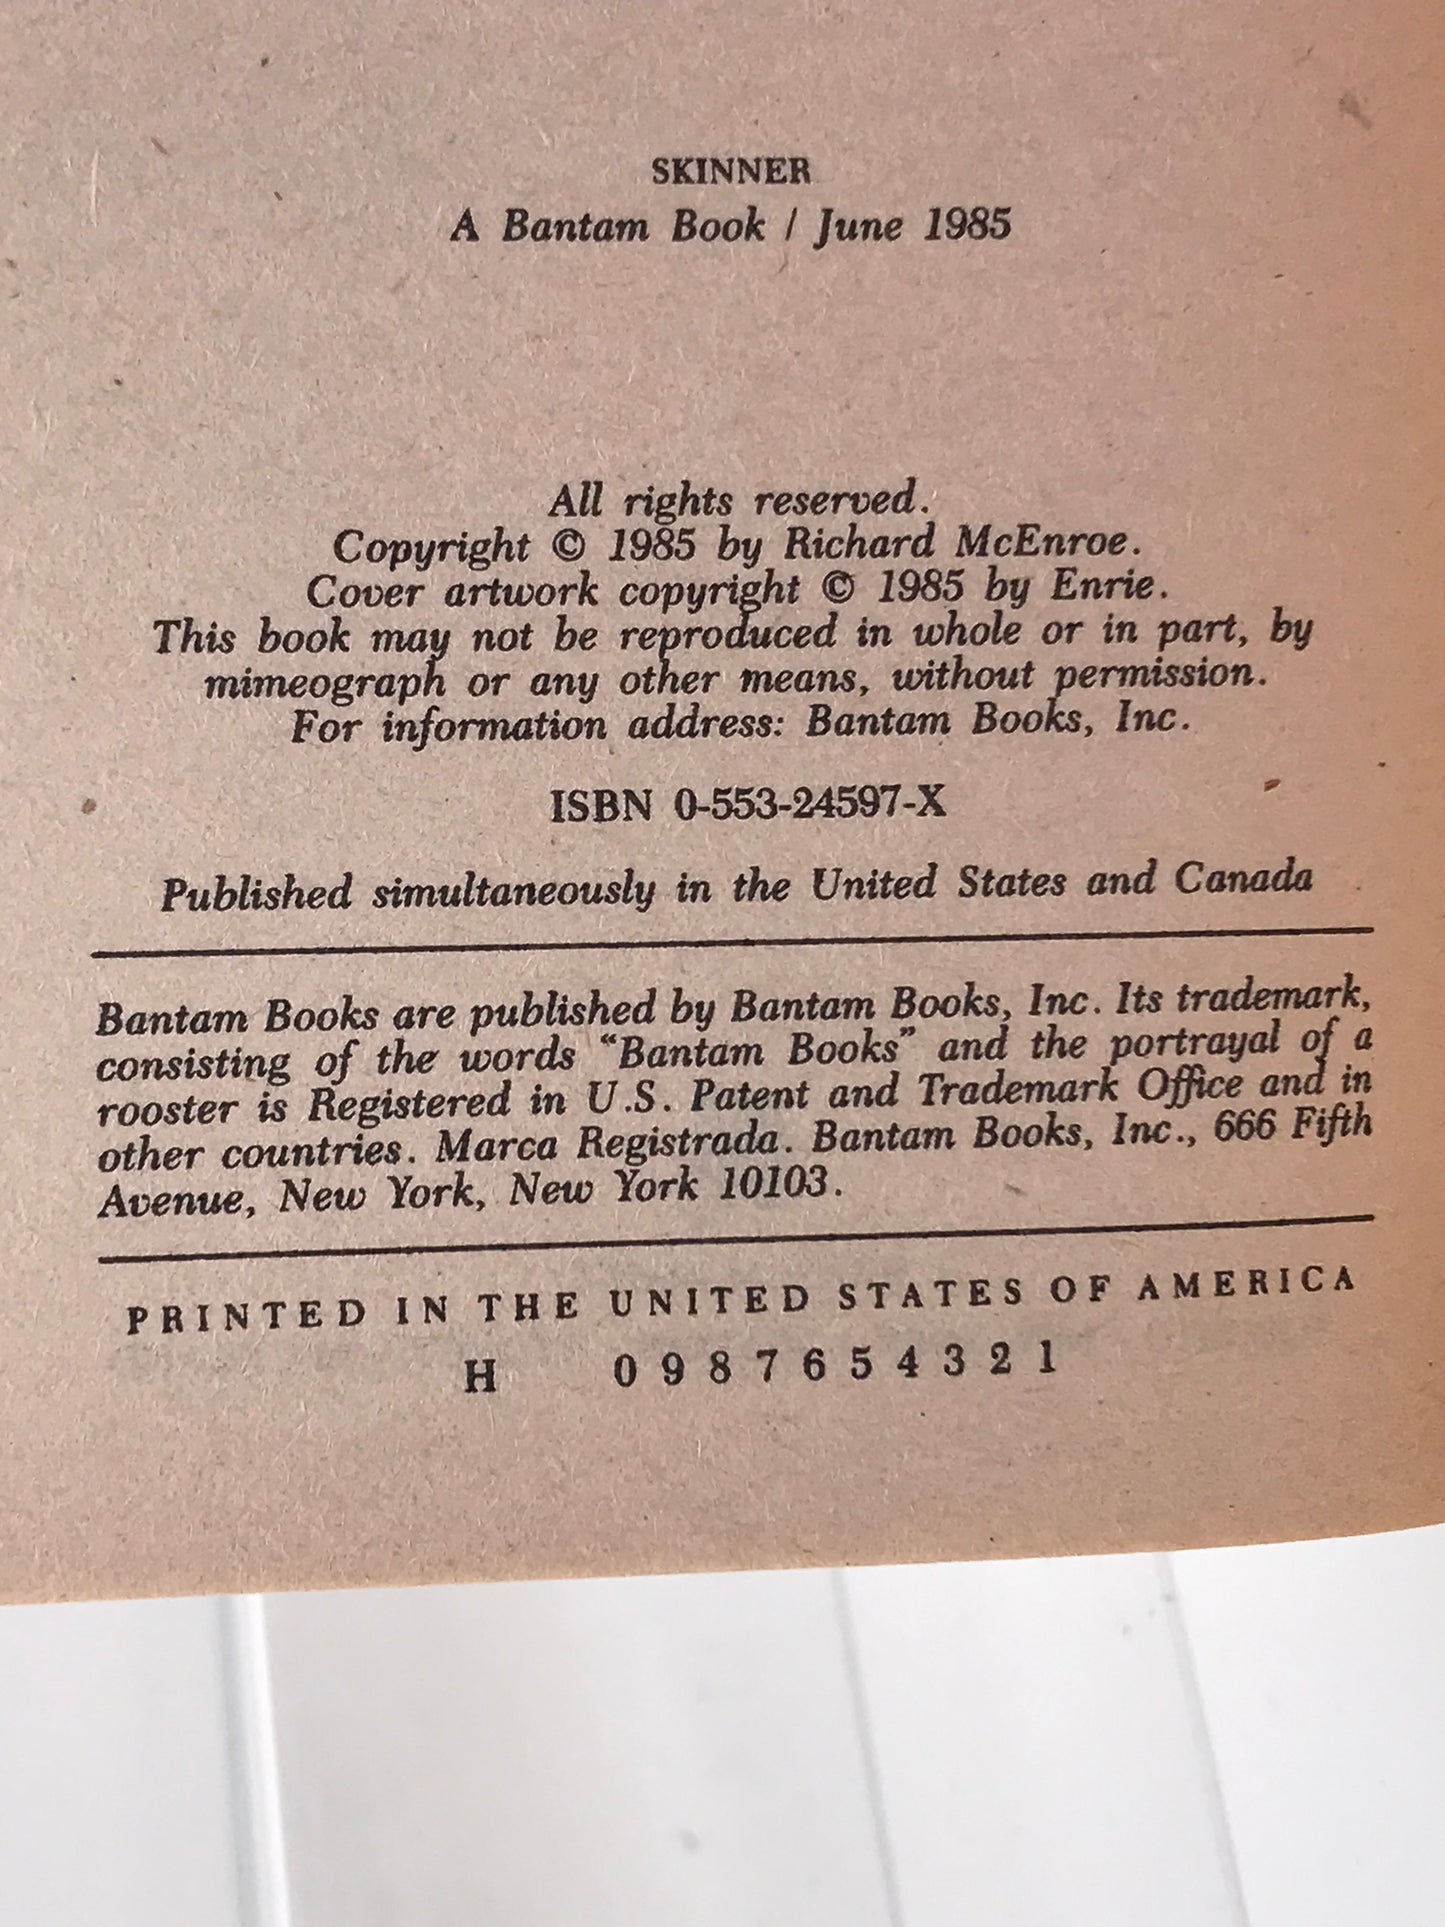 SKINNER
A Bantam Book / June 1985
All rights reserved.
Copyright © 1985 by Richard McEnroe.
Cover artwork copyright © 1985 by Enrie.
This book may not be reproduced in whole or in part, by
mimeograph or any other means, without permission.
For information address: Bantam Books, Inc.
ISBN 0-553-24597-X
Published simultaneously in the United States and Canada
Bantam Books are published by Bantam Books, Inc. Its trademark,
consisting of the words “Bantam Books” and the portrayal of a
rooster is Registered in U.S. Patent and Trademark Office and in
other countries. Marca Registrada. Bantam Books, Inc., 666 Fifth
Avenue, New York, New York 10103.
PRINTED IN THE UNITED STATES OF AMERICA
H 0 9 8 7 6 5 4 3 2 1